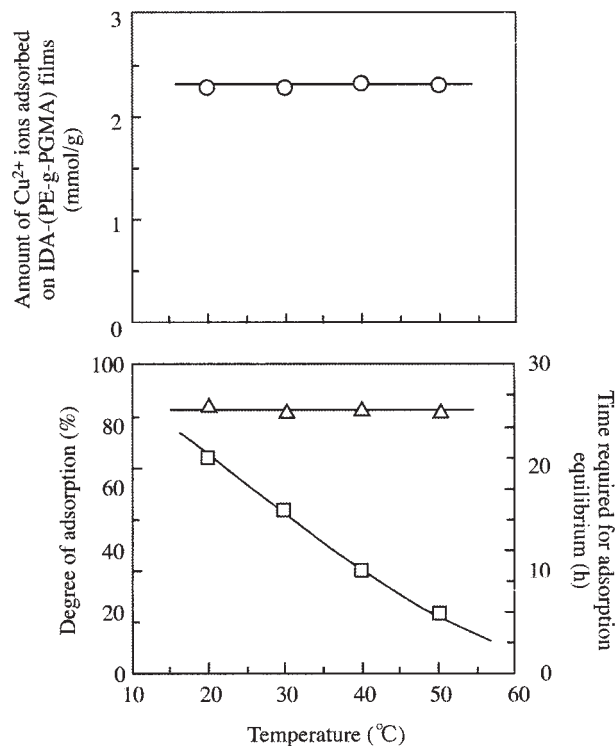 Amount of Cu²⁺ ions adsorbed
on IDA-(PE-g-PGMA) films
(mmol/g)
3
2
1
0
Degree of adsorption (%)
100
80
60
40
20
0
30
20
10
0
Time required for adsorption
equilibrium (h)
10 20 30 40 50 60
Temperature (℃)